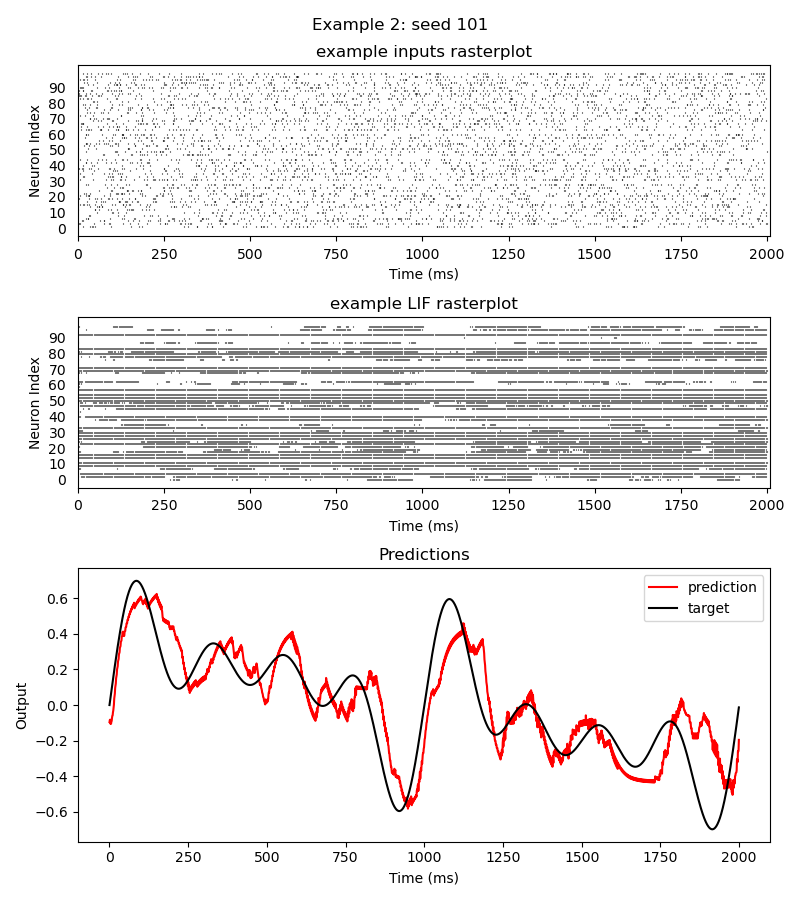 Example 2: seed 101
example inputs rasterplot
Neuron Index
90
80
70
60
50
40
30
20
10
0
0 250 500 750 1000 1250 1500 1750 2000
Time (ms)
example LIF rasterplot
Neuron Index
90
80
70
60
50
40
30
20
10
0
0 250 500 750 1000 1250 1500 1750 2000
Time (ms)
Predictions
Output
0.6
0.4
0.2
0.0
−0.2
−0.4
−0.6
prediction
target
0 250 500 750 1000 1250 1500 1750 2000
Time (ms)